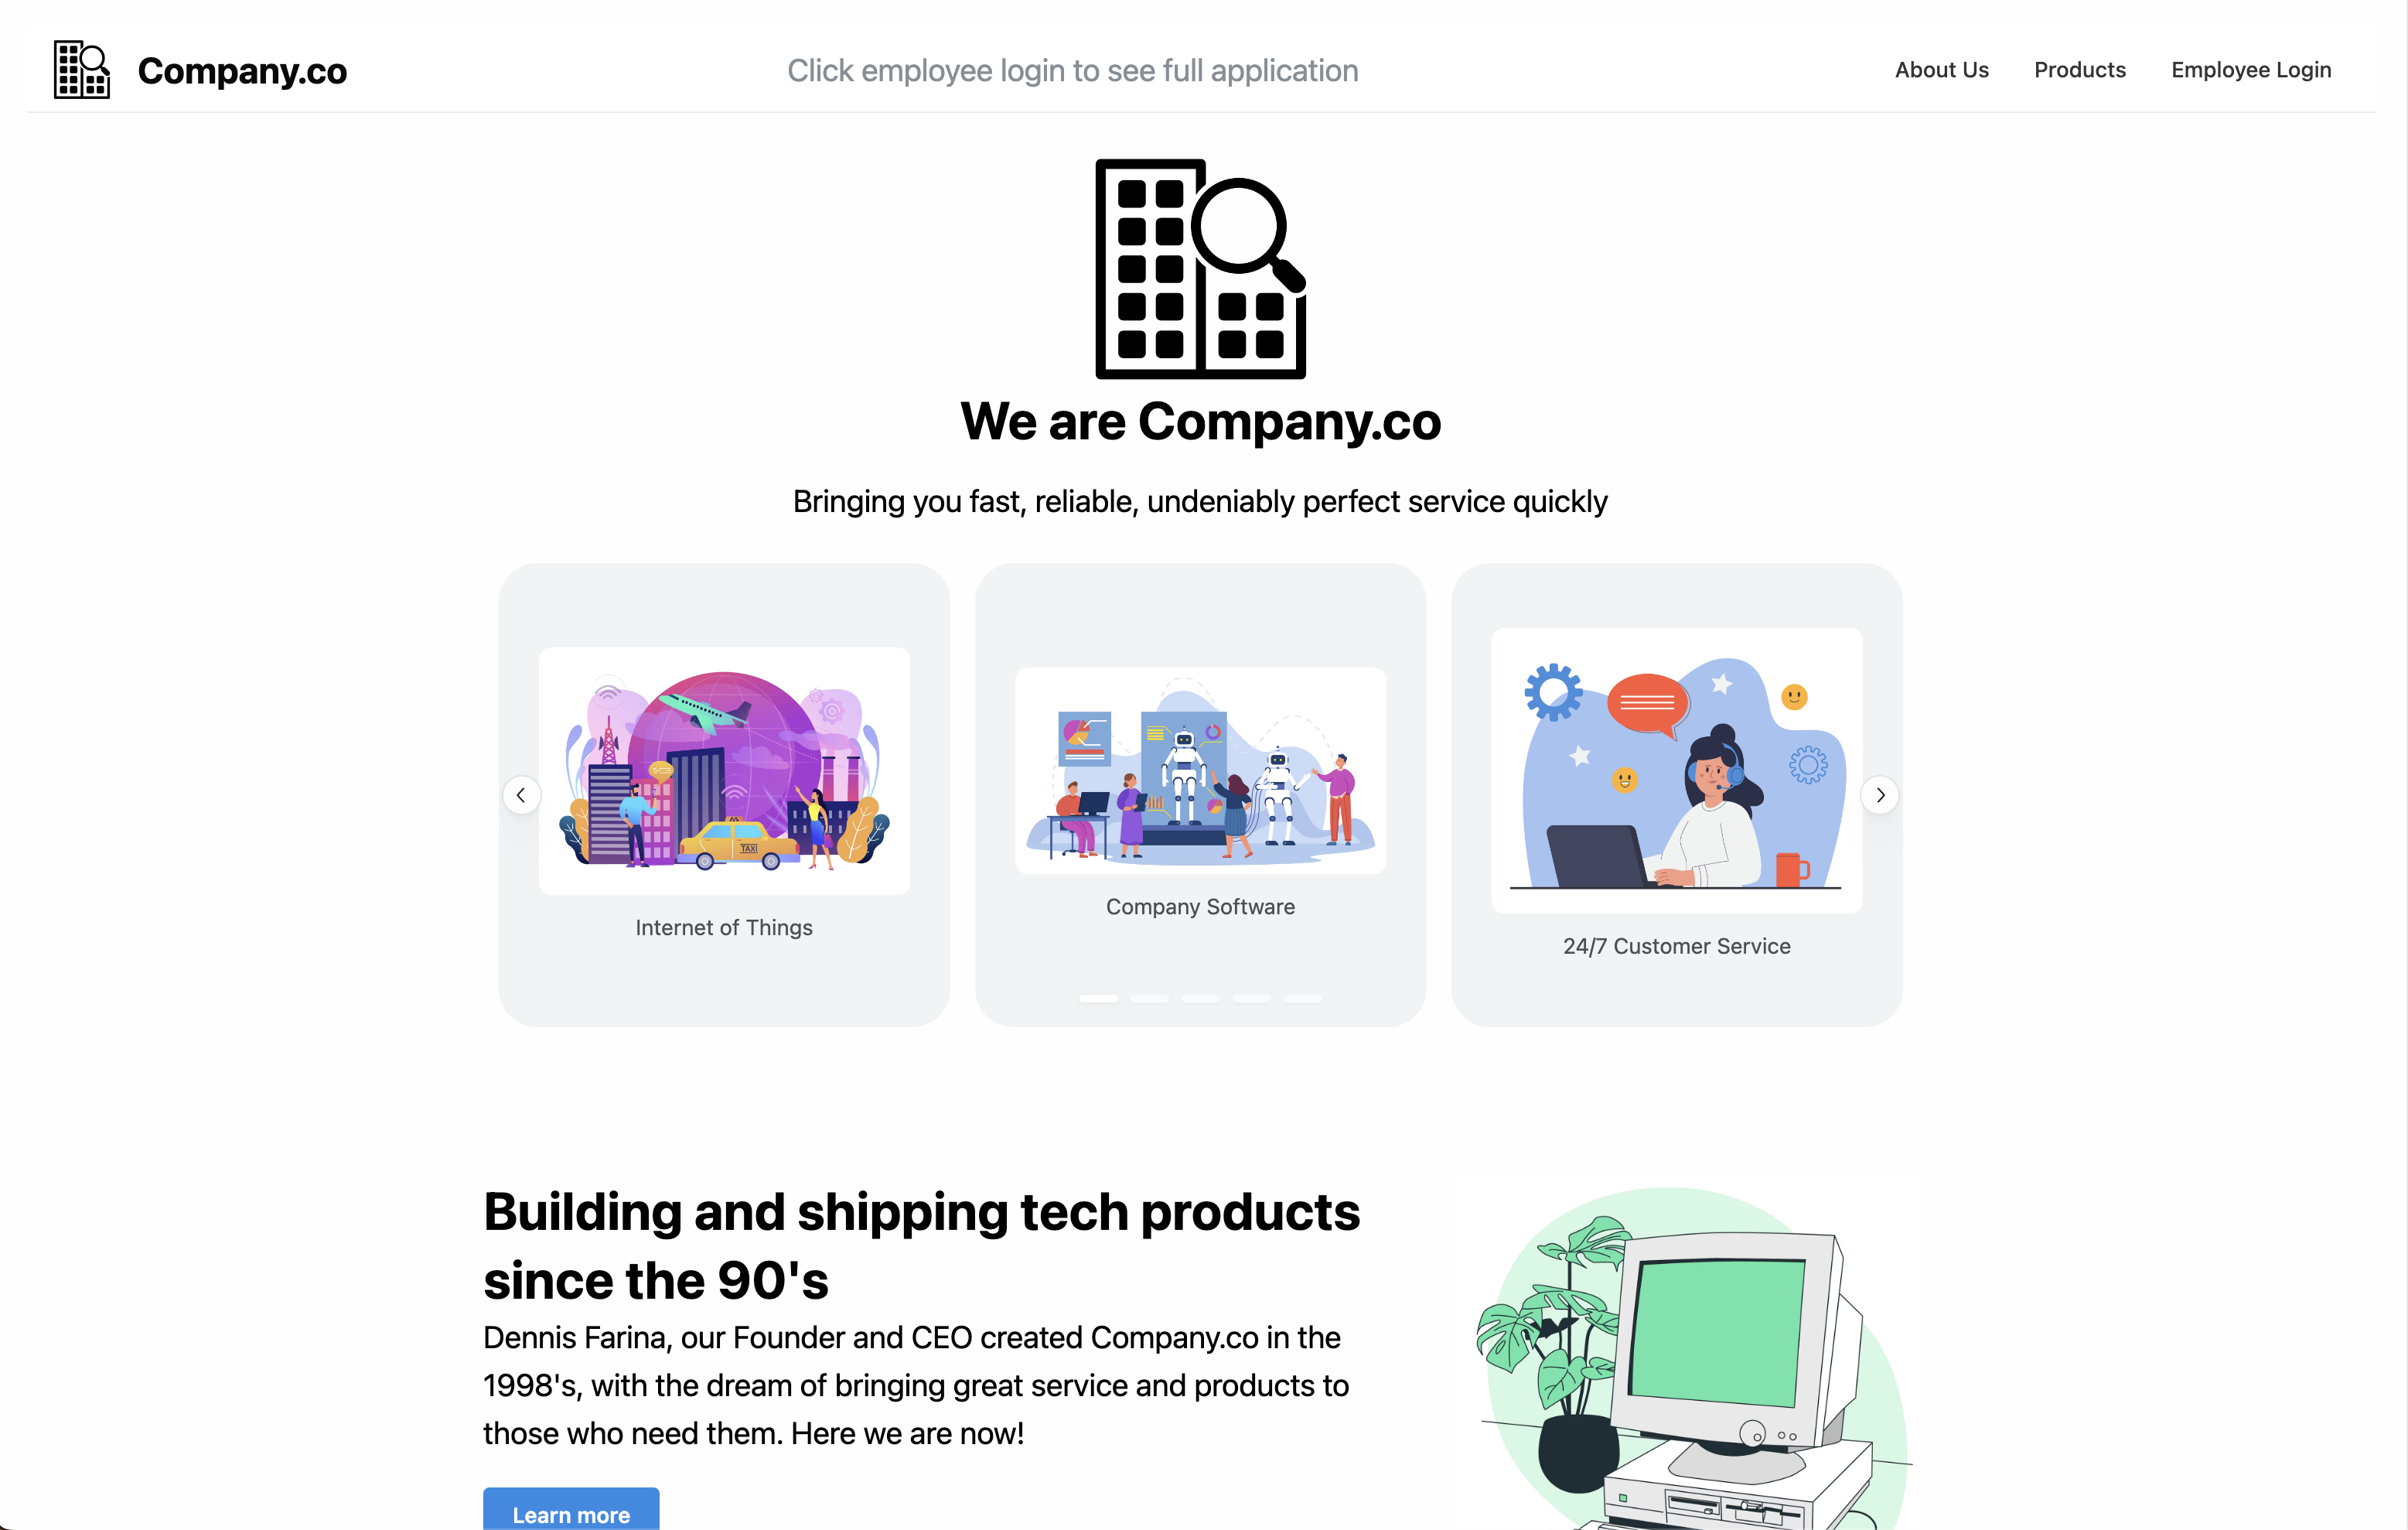 Company.co
Click employee login to see full application
About Us
Products
Employee Login
We are Company.co
Bringing you fast, reliable, undeniably perfect service quickly
TAXI
Internet of Things
Company Software
24/7 Customer Service
Building and shipping tech products
since the 90's
Dennis Farina, our Founder and CEO created Company.co in the
1998's, with the dream of bringing great service and products to
those who need them. Here we are now!
Learn more